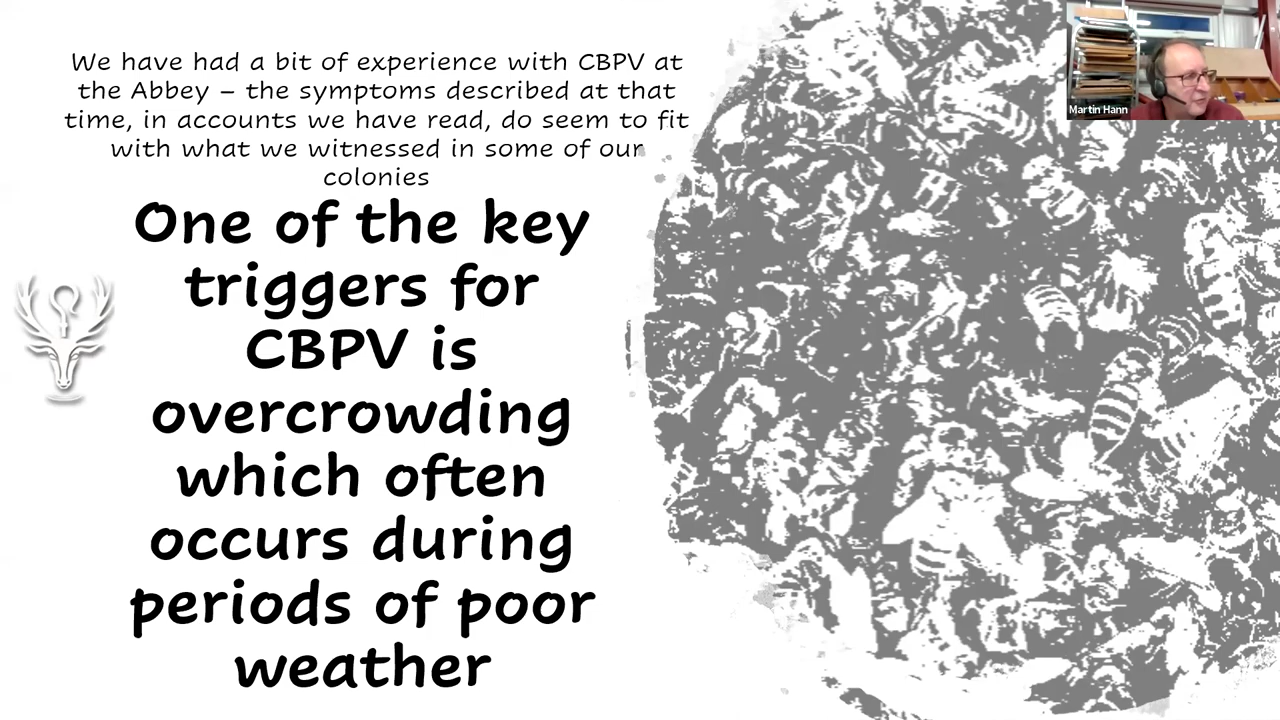 We have had a bit of experience with CBPV at
the Abbey – the symptoms described at that
time, in accounts we had read, do seem to fit
with what we witnessed in some of our
colonies
One of the key
triggers for
CBPV is
overcrowding
which often
occurs during
periods of poor
weather
Martin Hann